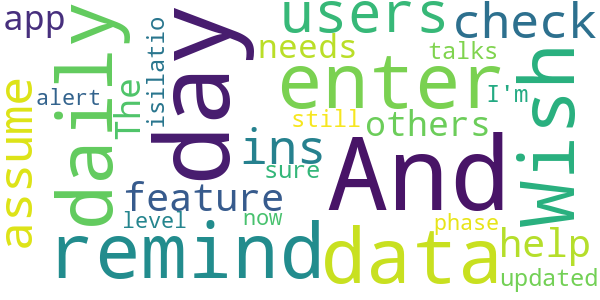 app
users
check
day
daily
needs
talks
enter
Wish
alert
isilatio
The
I'm
assume
still
others
ins
And
sure
feature
level
now
phase
remind
data
help
updated